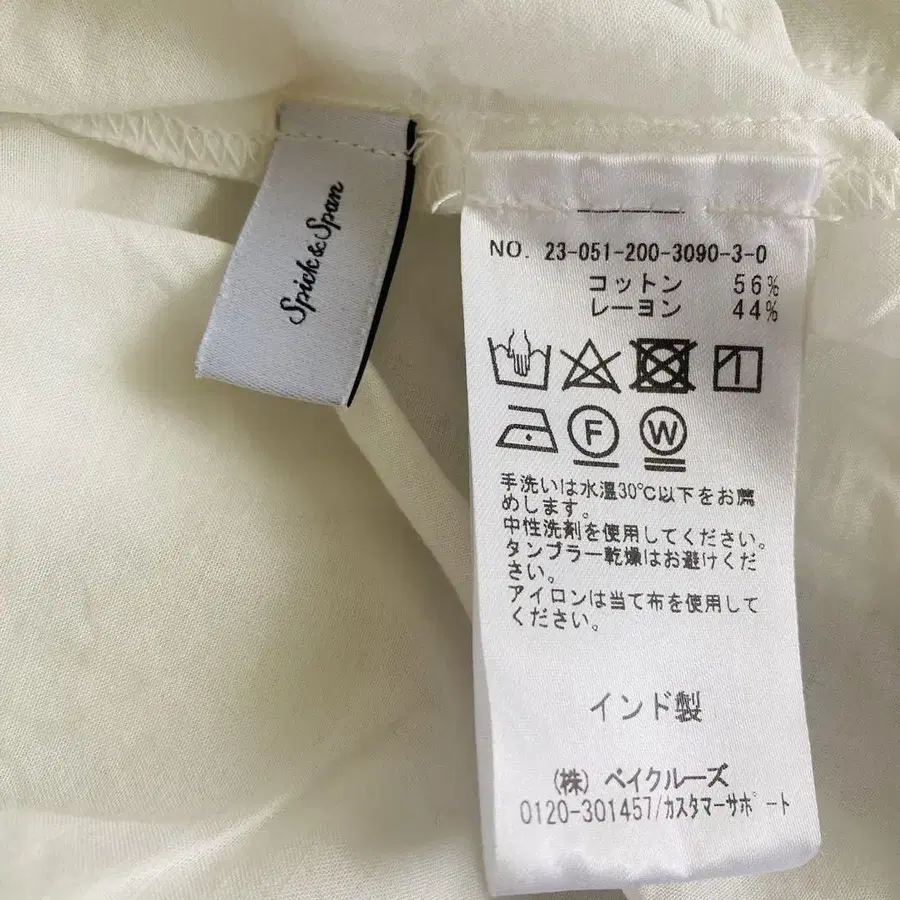 Spick & Span
NO. 23-051-200-3090-3-0
コットン 56%
レーヨン 44%
F W
手洗いは水温30℃以下をお薦
めします。
中性洗剤を使用してください。
タンブラー乾燥はお避けくだ
さい。
アイロンは当て布を使用して
ください。
インド製
(株) ベイクルーズ
0120-301457/カスタマーサポート